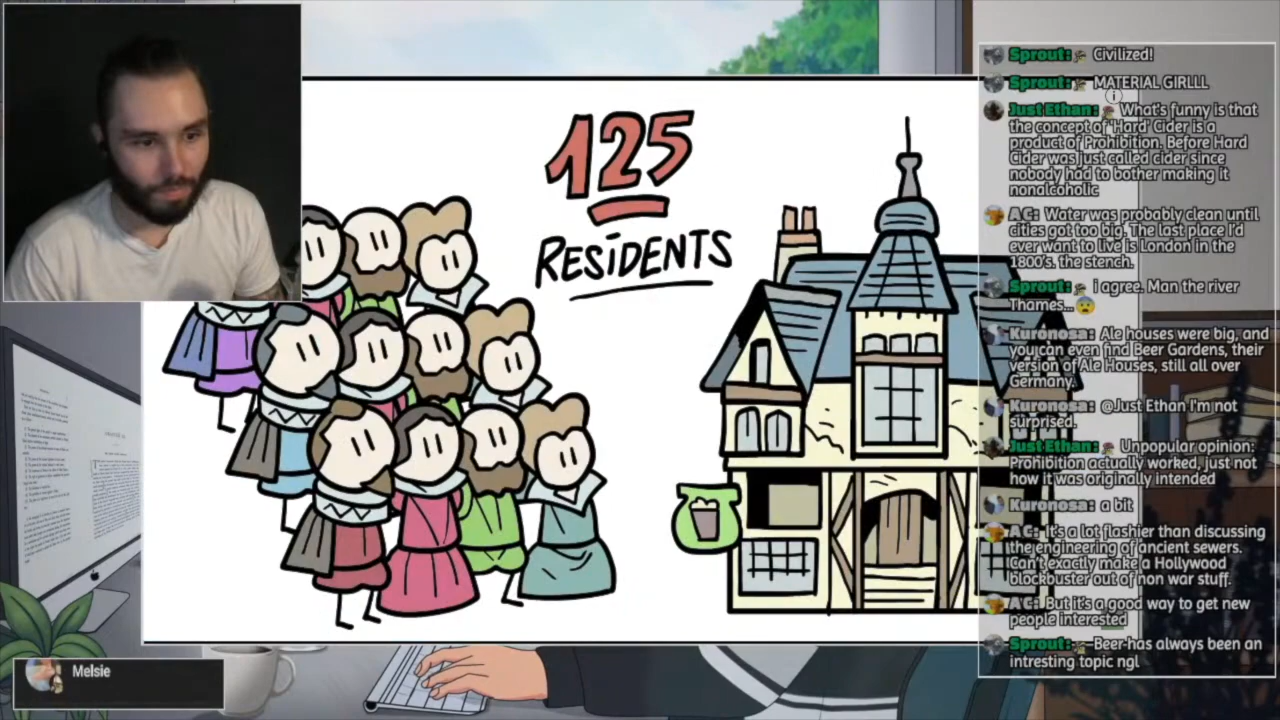 125
RESIDENTS
Sprout: Civilized!
Sprout: MATERIAL GIRLLL
Just Ethan: What's funny is that
the concept of 'Hard' Cider is a
product of Prohibition. Before Hard
Cider was just called cider since
nobody had to bother making it
nonalcoholic
A C: Water was probably clean until
cities got too big. The last place I'd
ever want to live is London in the
1800's. the stench.
Sprout: i agree. Man the river
Thames... 😨
Kuronosa: Ale houses were big, and
you can even find Beer Gardens, their
version of Ale Houses, still all over
Germany.
Kuronosa: @Just Ethan I'm not
surprised.
Just Ethan: Unpopular opinion:
Prohibition actually worked, just not
how it was originally intended
Kuronosa: a bit
A C: It's a lot flashier than discussing
the engineering of ancient sewers.
Can't exactly make a Hollywood
blockbuster out of non war stuff.
A C: But it's a good way to get new
people interested
Sprout: Beer has always been an
intresting topic ngl
Melsie